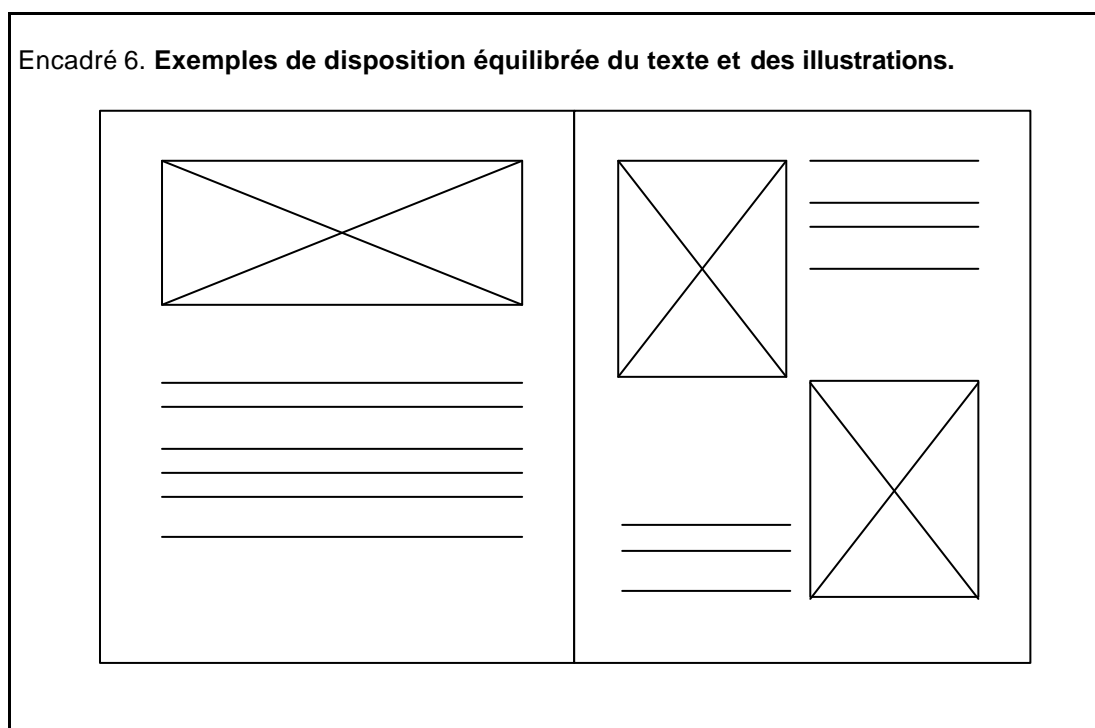 Encadré 6. Exemples de disposition équilibrée du texte et des illustrations.